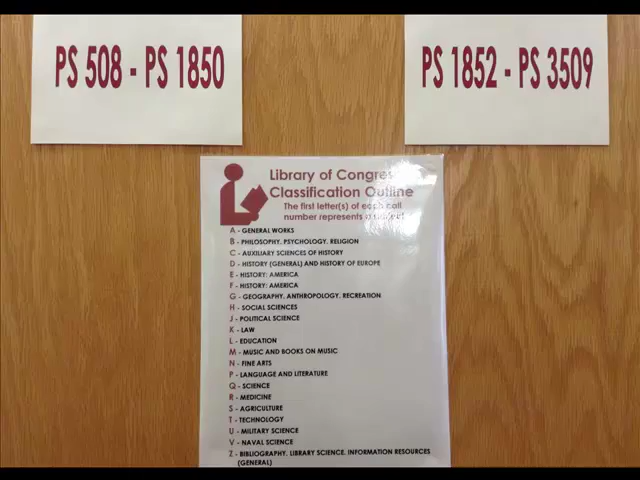 PS 508 - PS 1850
PS 1852 - PS 3509
Library of Congress
Classification Outline
The first letter(s) of each call
number represents a subject
A - GENERAL WORKS
B - PHILOSOPHY. PSYCHOLOGY. RELIGION
C - AUXILIARY SCIENCES OF HISTORY
D - HISTORY (GENERAL) AND HISTORY OF EUROPE
E - HISTORY: AMERICA
F - HISTORY: AMERICA
G - GEOGRAPHY. ANTHROPOLOGY. RECREATION
H - SOCIAL SCIENCES
J - POLITICAL SCIENCE
K - LAW
L - EDUCATION
M - MUSIC AND BOOKS ON MUSIC
N - FINE ARTS
P - LANGUAGE AND LITERATURE
Q - SCIENCE
R - MEDICINE
S - AGRICULTURE
T - TECHNOLOGY
U - MILITARY SCIENCE
V - NAVAL SCIENCE
Z - BIBLIOGRAPHY. LIBRARY SCIENCE. INFORMATION RESOURCES
(GENERAL)